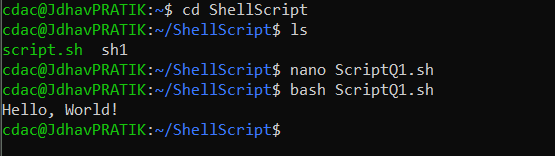 cdac@JdhavPRATIK:~$ cd ShellScript
cdac@JdhavPRATIK:~/ShellScript$ ls
script.sh  sh1
cdac@JdhavPRATIK:~/ShellScript$ nano ScriptQ1.sh
cdac@JdhavPRATIK:~/ShellScript$ bash ScriptQ1.sh
Hello, World!
cdac@JdhavPRATIK:~/ShellScript$